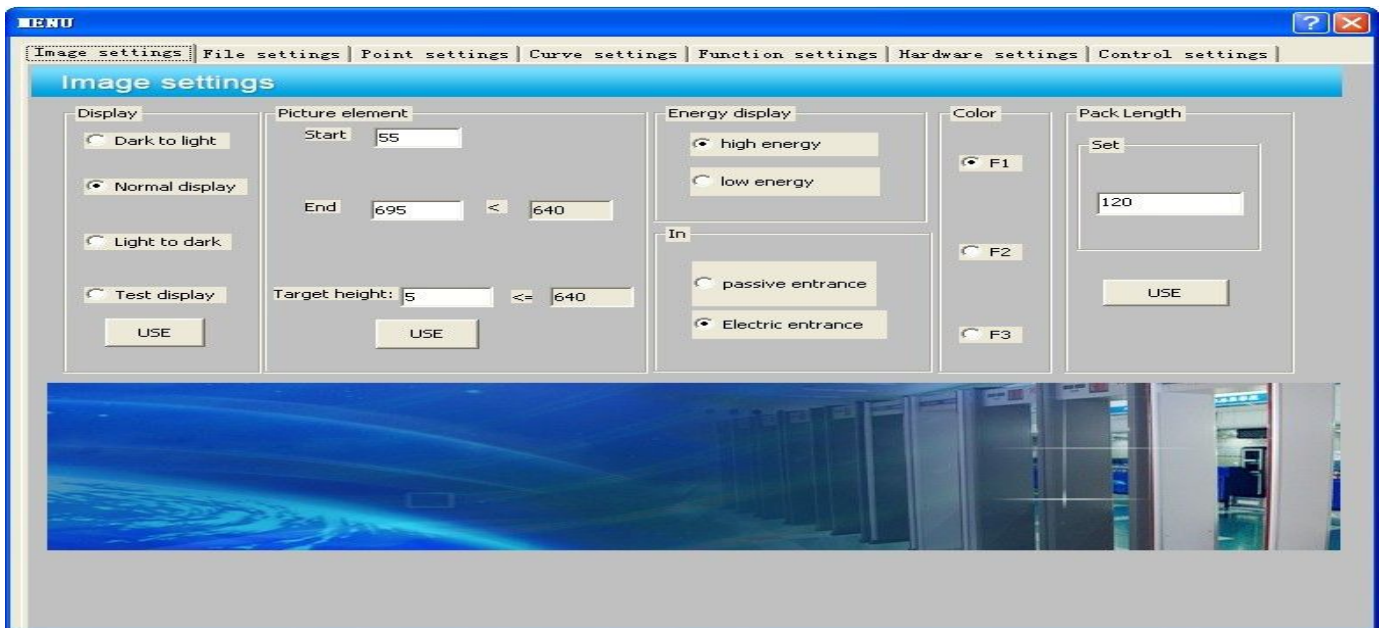 MENU
Image settings File settings Point settings Curve settings Function settings Hardware settings Control settings
Image settings
Display
Dark to light
Normal display
Light to dark
Test display
USE
Picture element
Start 55
End 695 < 640
Target height: 5 <= 640
USE
Energy display
high energy
low energy
In
passive entrance
Electric entrance
Color
F1
F2
F3
Pack Length
Set
120
USE